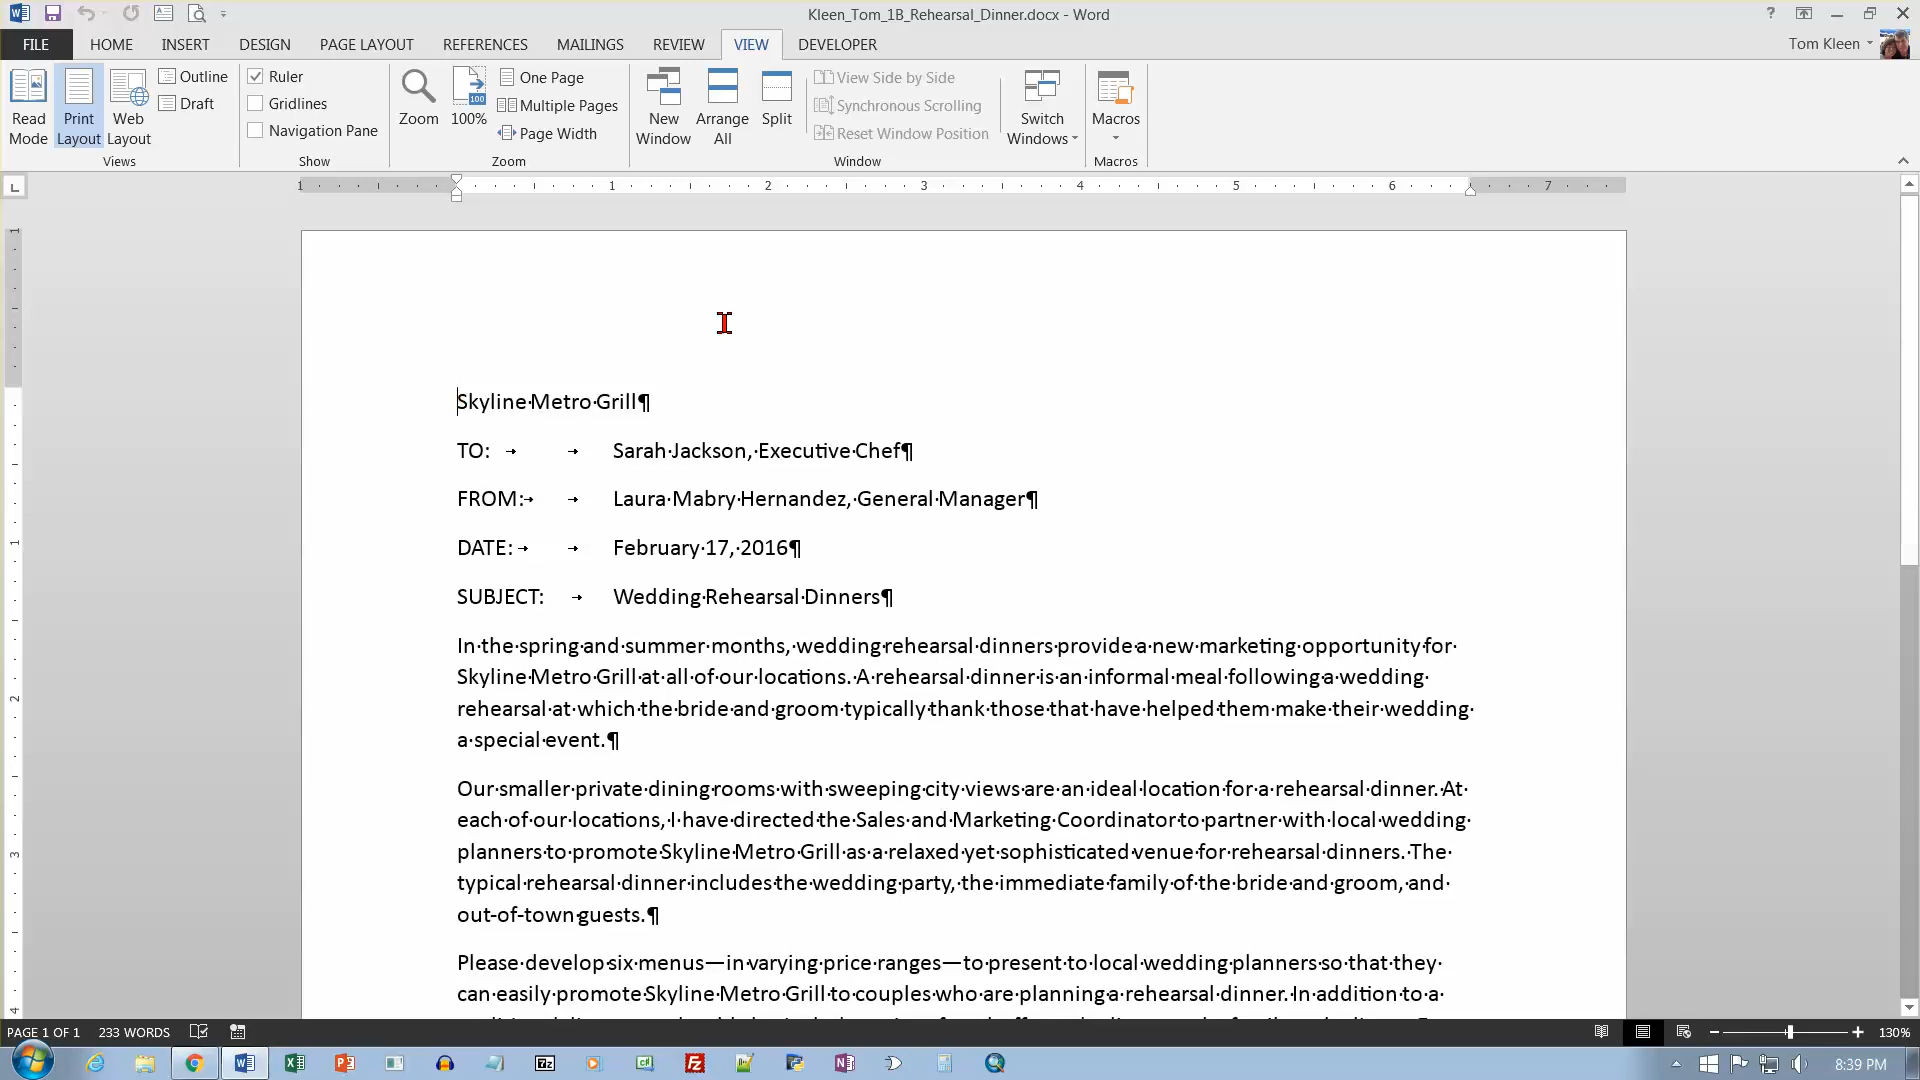 Kleen_Tom_1B_Rehearsal_Dinner.docx - Word
FILE HOME INSERT DESIGN PAGE LAYOUT REFERENCES MAILINGS REVIEW VIEW DEVELOPER Tom Kleen
Read Mode
Print Layout
Web Layout
Outline
Draft
Views
Ruler
Gridlines
Navigation Pane
Show
Zoom
100%
One Page
Multiple Pages
Page Width
Zoom
New Window
Arrange All
Split
View Side by Side
Synchronous Scrolling
Reset Window Position
Switch Windows
Window
Macros
Macros
1 1 2 3 4 5 6 7
Skyline Metro Grill¶
TO: Sarah Jackson, Executive Chef¶
FROM: Laura Mabry Hernandez, General Manager¶
DATE: February 17, 2016¶
SUBJECT: Wedding Rehearsal Dinners¶
In the spring and summer months, wedding rehearsal dinners provide a new marketing opportunity for
Skyline Metro Grill at all of our locations. A rehearsal dinner is an informal meal following a wedding
rehearsal at which the bride and groom typically thank those that have helped them make their wedding
a special event.¶
Our smaller private dining rooms with sweeping city views are an ideal location for a rehearsal dinner. At
each of our locations, I have directed the Sales and Marketing Coordinator to partner with local wedding
planners to promote Skyline Metro Grill as a relaxed yet sophisticated venue for rehearsal dinners. The
typical rehearsal dinner includes the wedding party, the immediate family of the bride and groom, and
out-of-town guests.¶
Please develop six menus—in varying price ranges—to present to local wedding planners so that they
can easily promote Skyline Metro Grill to couples who are planning a rehearsal dinner. In addition to a
PAGE 1 OF 1 233 WORDS 130%
8:39 PM